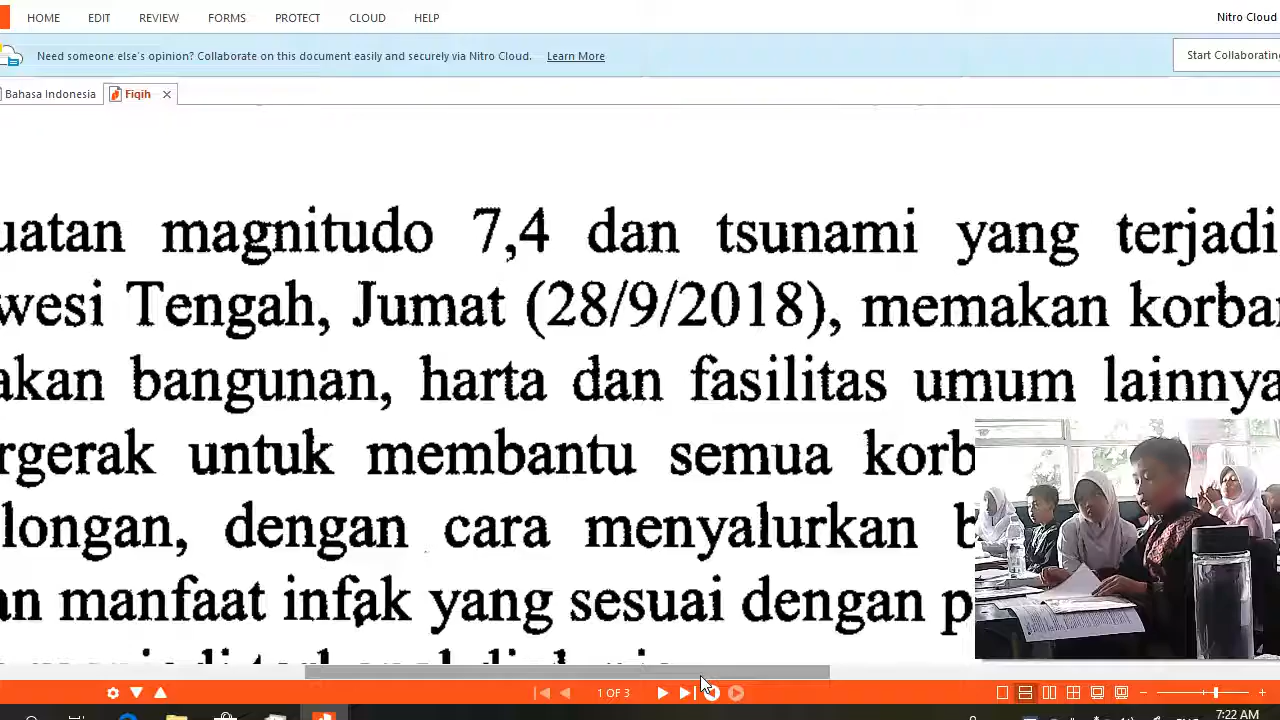 HOME EDIT REVIEW FORMS PROTECT CLOUD HELP Nitro Cloud
Need someone else's opinion? Collaborate on this document easily and securely via Nitro Cloud. Learn More Start Collaborating
Bahasa Indonesia Fiqih
uatan magnitudo 7,4 dan tsunami yang terjadi
wesi Tengah, Jumat (28/9/2018), memakan korban
akan bangunan, harta dan fasilitas umum lainnya
rgerak untuk membantu semua korb
longan, dengan cara menyalurkan b
an manfaat infak yang sesuai dengan p
1 OF 3
7:22 AM